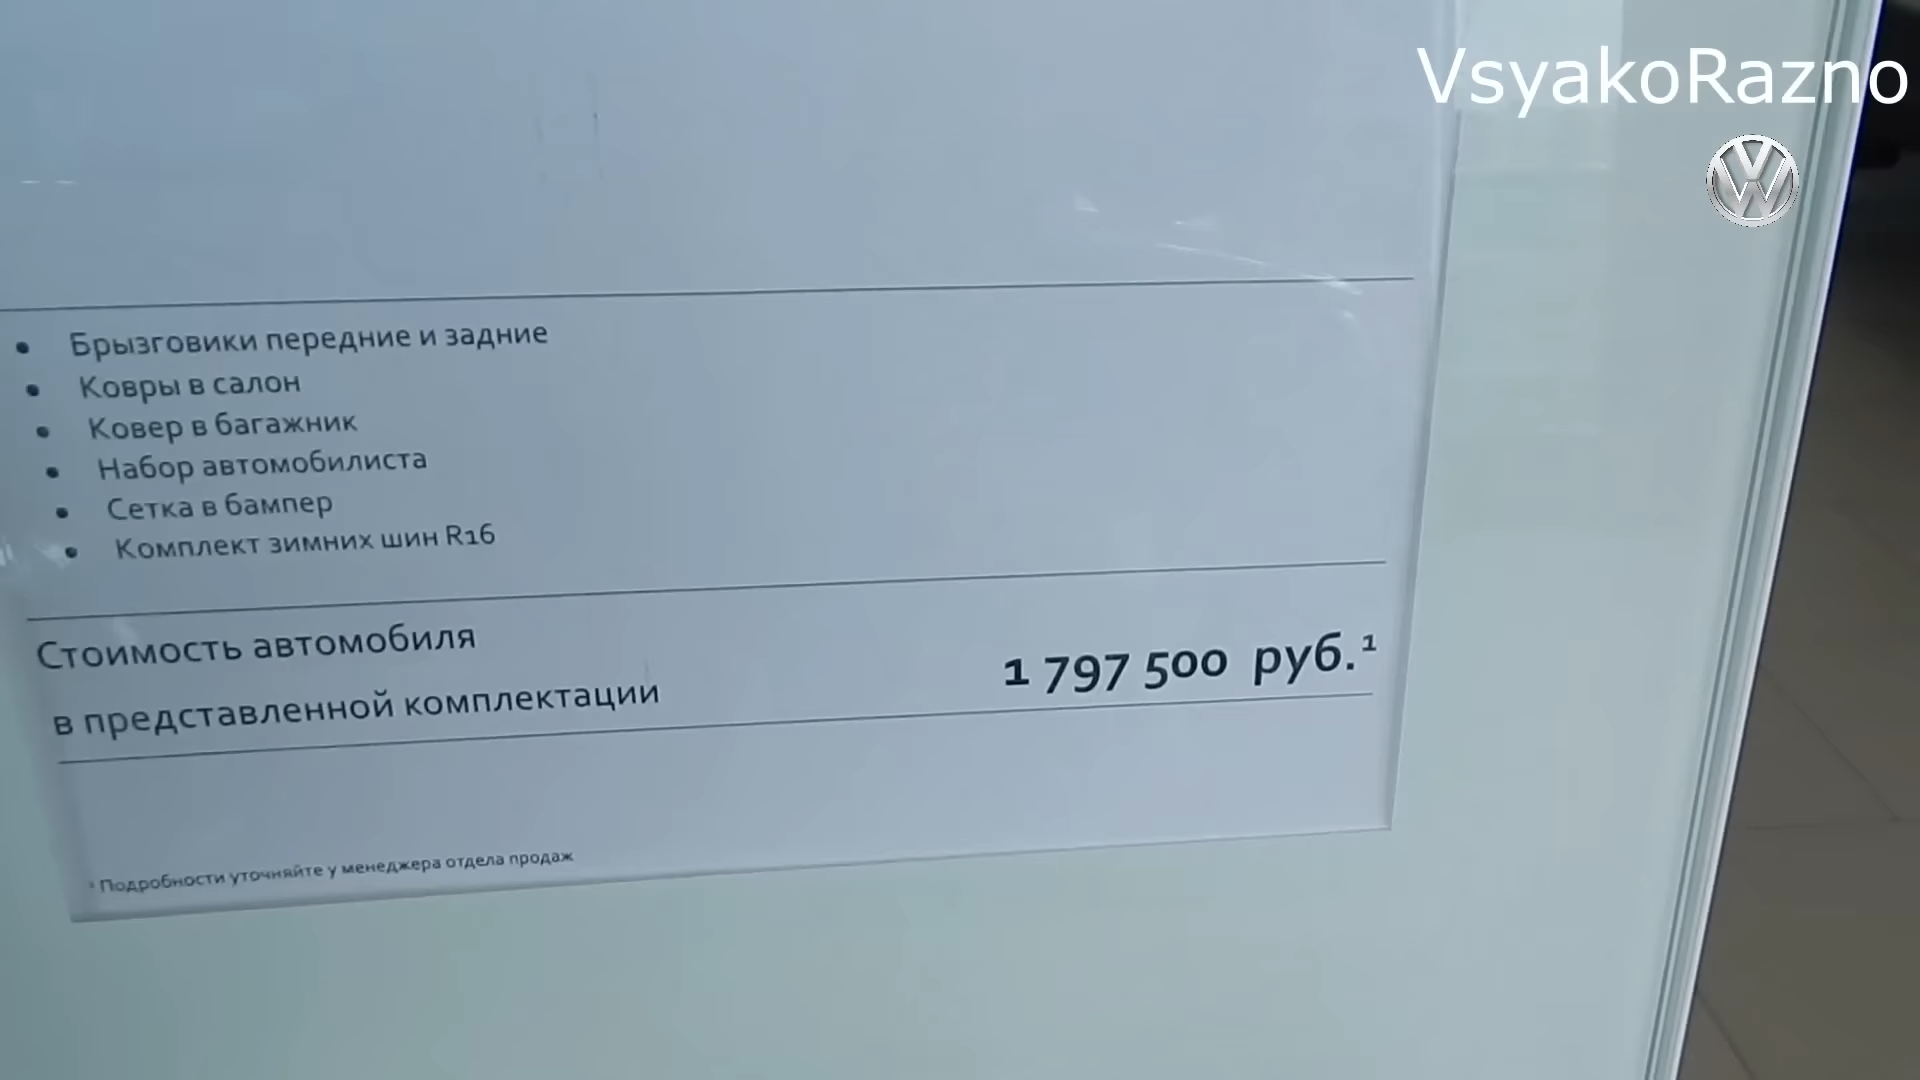 VsyakoRazno
• Брызговики передние и задние
• Ковры в салон
• Ковер в багажник
• Набор автомобилиста
• Сетка в бампер
• Комплект зимних шин R16
Стоимость автомобиля
в представленной комплектации 1 797 500 руб.¹
¹ Подробности уточняйте у менеджера отдела продаж